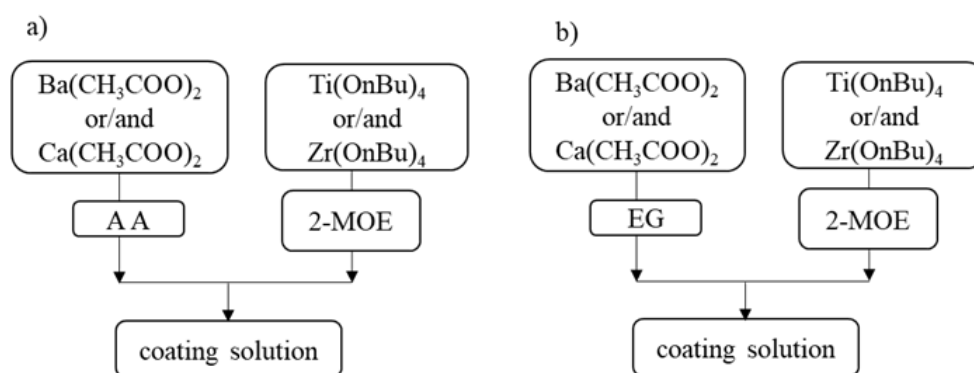 a)
Ba(CH₃COO)₂
or/and
Ca(CH₃COO)₂
Ti(OnBu)₄
or/and
Zr(OnBu)₄
A A
2-MOE
coating solution
b)
Ba(CH₃COO)₂
or/and
Ca(CH₃COO)₂
Ti(OnBu)₄
or/and
Zr(OnBu)₄
EG
2-MOE
coating solution